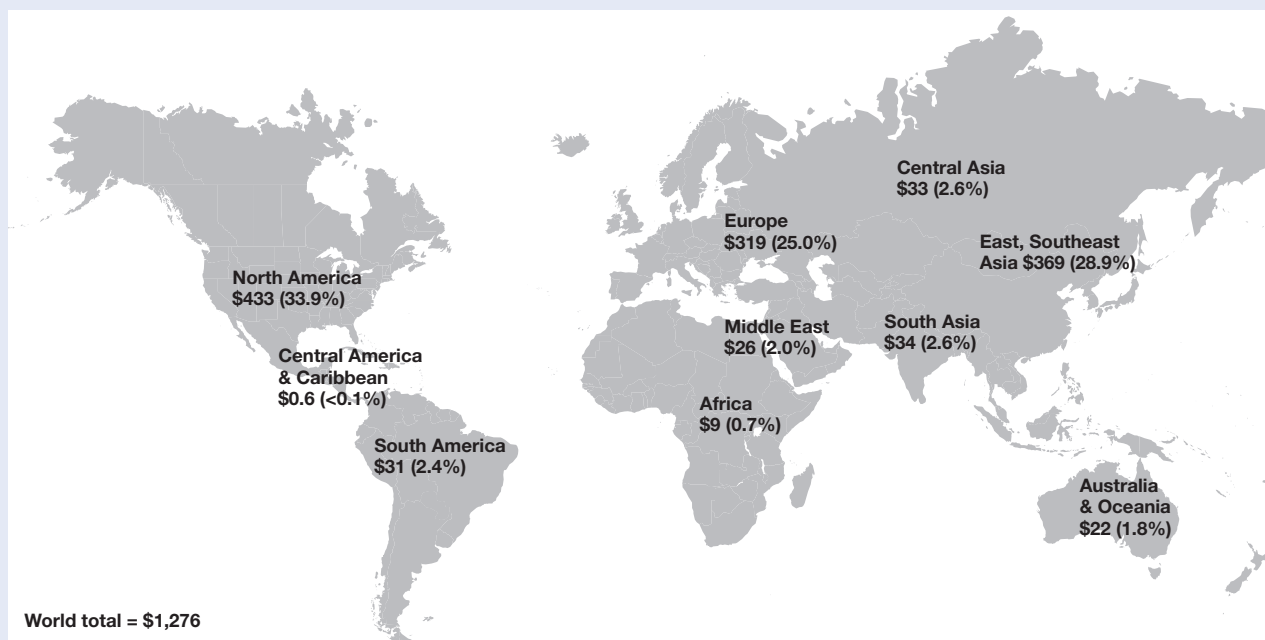 Central Asia
$33 (2.6%)
Europe
$319 (25.0%)
East, Southeast
Asia $369 (28.9%)
North America
$433 (33.9%)
Middle East
$26 (2.0%)
South Asia
$34 (2.6%)
Central America
& Caribbean
$0.6 (<0.1%)
Africa
$9 (0.7%)
South America
$31 (2.4%)
Australia
& Oceania
$22 (1.8%)
World total = $1,276